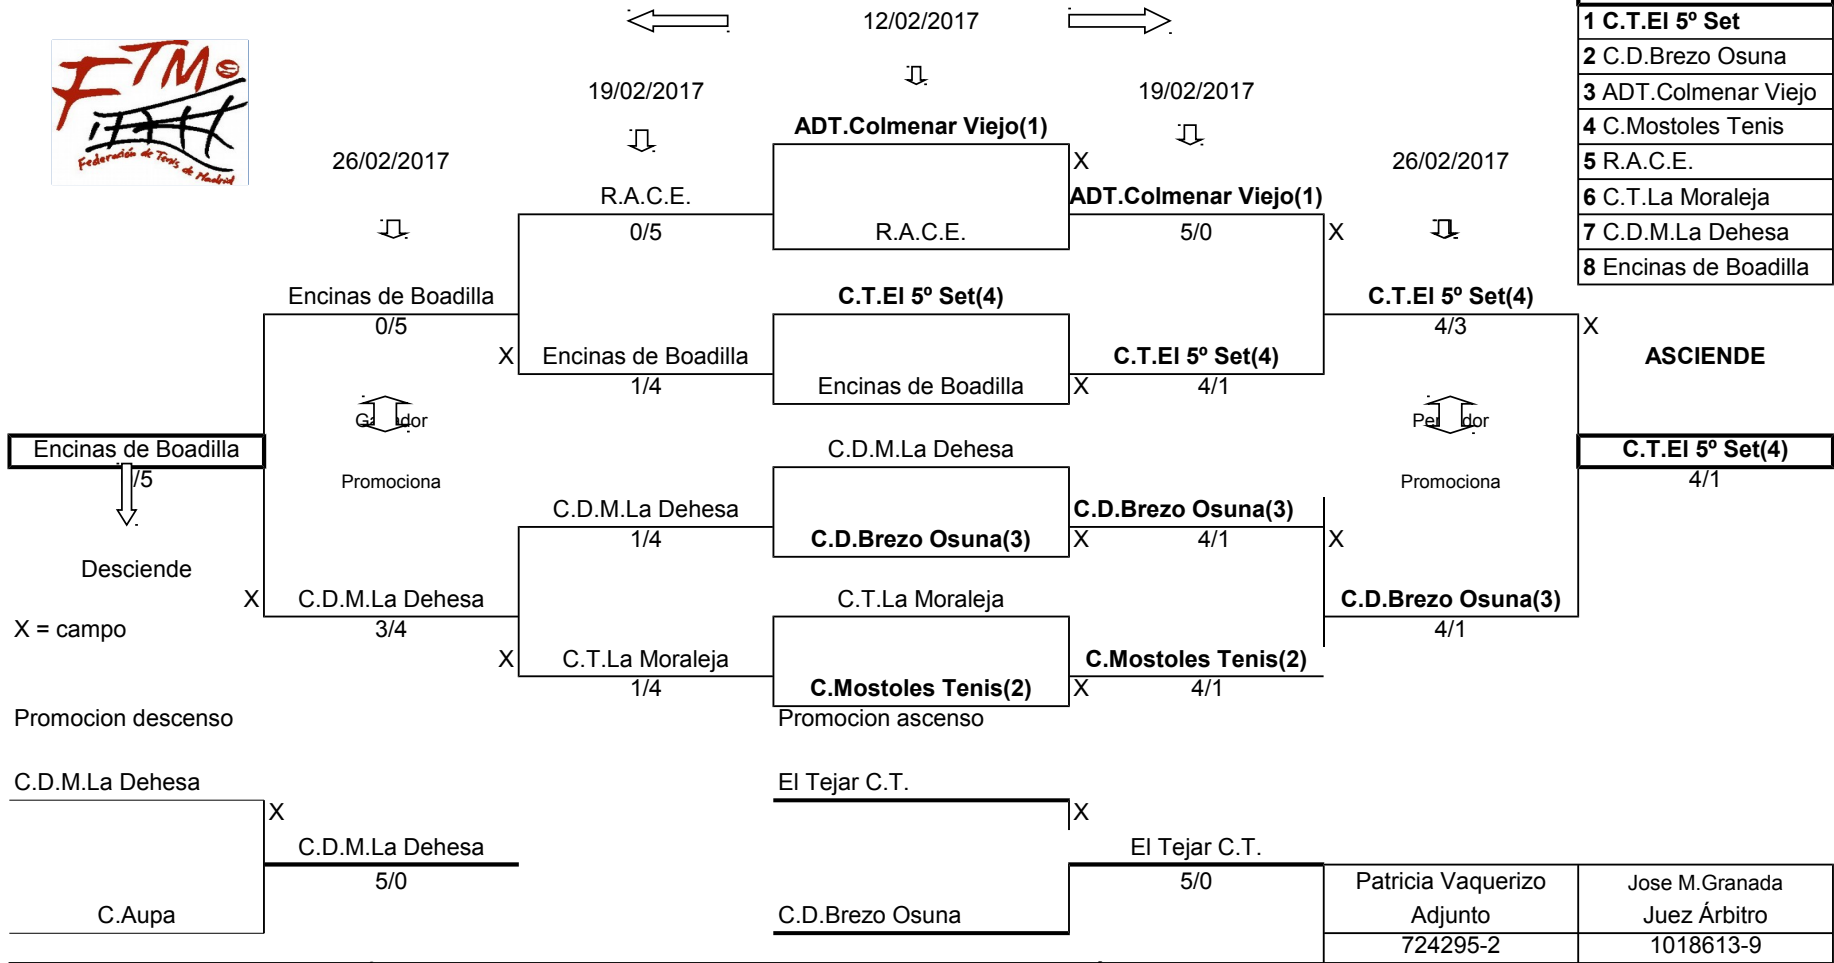 12/02/2017
1 C.T.El 5º Set
2 C.D.Brezo Osuna
3 ADT.Colmenar Viejo
4 C.Mostoles Tenis
5 R.A.C.E.
6 C.T.La Moraleja
7 C.D.M.La Dehesa
8 Encinas de Boadilla
FTM
Federación de Tenis de Madrid
19/02/2017
19/02/2017
ADT.Colmenar Viejo(1)
26/02/2017
X
26/02/2017
R.A.C.E.
ADT.Colmenar Viejo(1)
0/5
R.A.C.E.
5/0
X
Encinas de Boadilla
C.T.El 5º Set(4)
C.T.El 5º Set(4)
0/5
4/3
X
X
Encinas de Boadilla
C.T.El 5º Set(4)
ASCIENDE
1/4
Encinas de Boadilla
X
4/1
Encinas de Boadilla
C.D.M.La Dehesa
C.T.El 5º Set(4)
/5
Promociona
Promociona
4/1
C.D.M.La Dehesa
C.D.Brezo Osuna(3)
1/4
C.D.Brezo Osuna(3)
X
4/1
X
Desciende
X
C.D.M.La Dehesa
C.T.La Moraleja
C.D.Brezo Osuna(3)
X = campo
3/4
4/1
X
C.T.La Moraleja
C.Mostoles Tenis(2)
1/4
C.Mostoles Tenis(2)
X
4/1
Promocion descenso
Promocion ascenso
C.D.M.La Dehesa
El Tejar C.T.
X
X
C.D.M.La Dehesa
El Tejar C.T.
5/0
5/0
Patricia Vaquerizo
Jose M.Granada
C.Aupa
C.D.Brezo Osuna
Adjunto
Juez Árbitro
724295-2
1018613-9